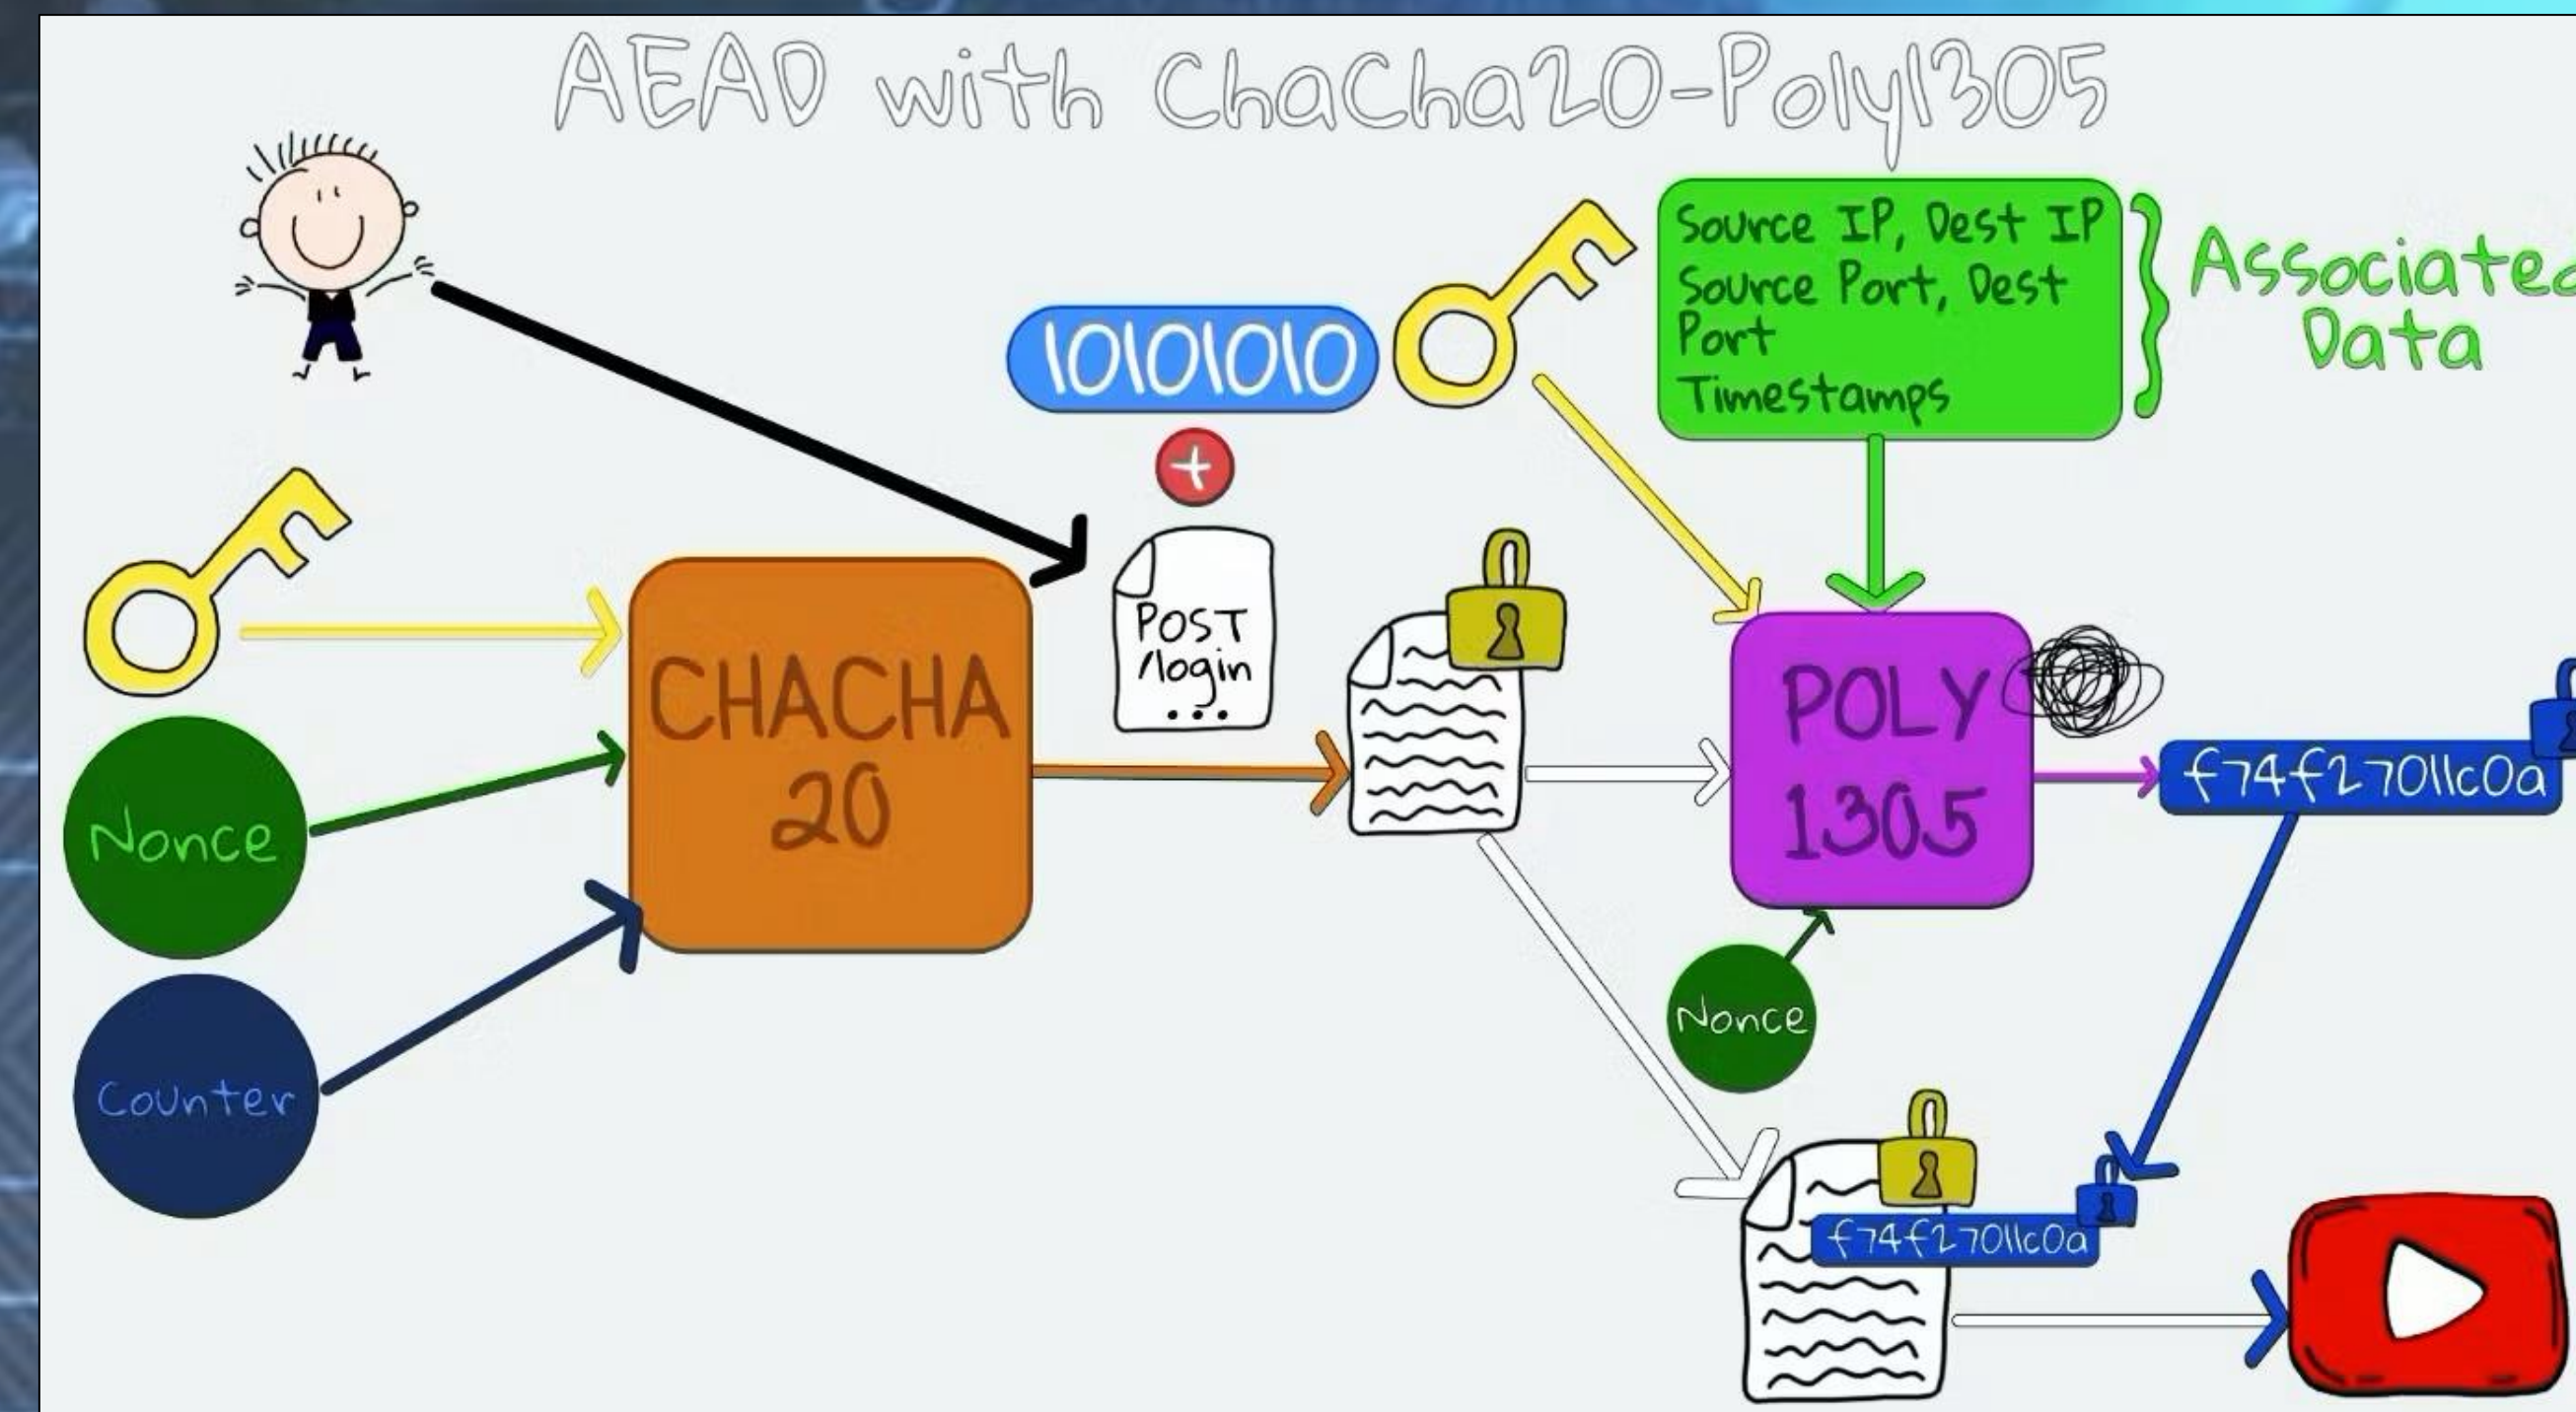 AEAD with ChaCha20-Poly1305
Source IP, Dest IP
Source Port, Dest
Port
Timestamps
Associated
Data
10101010
+
POST
/login
...
CHACHA
20
POLY
1305
f74f27011c0a
Nonce
Nonce
Counter
f74f27011c0a